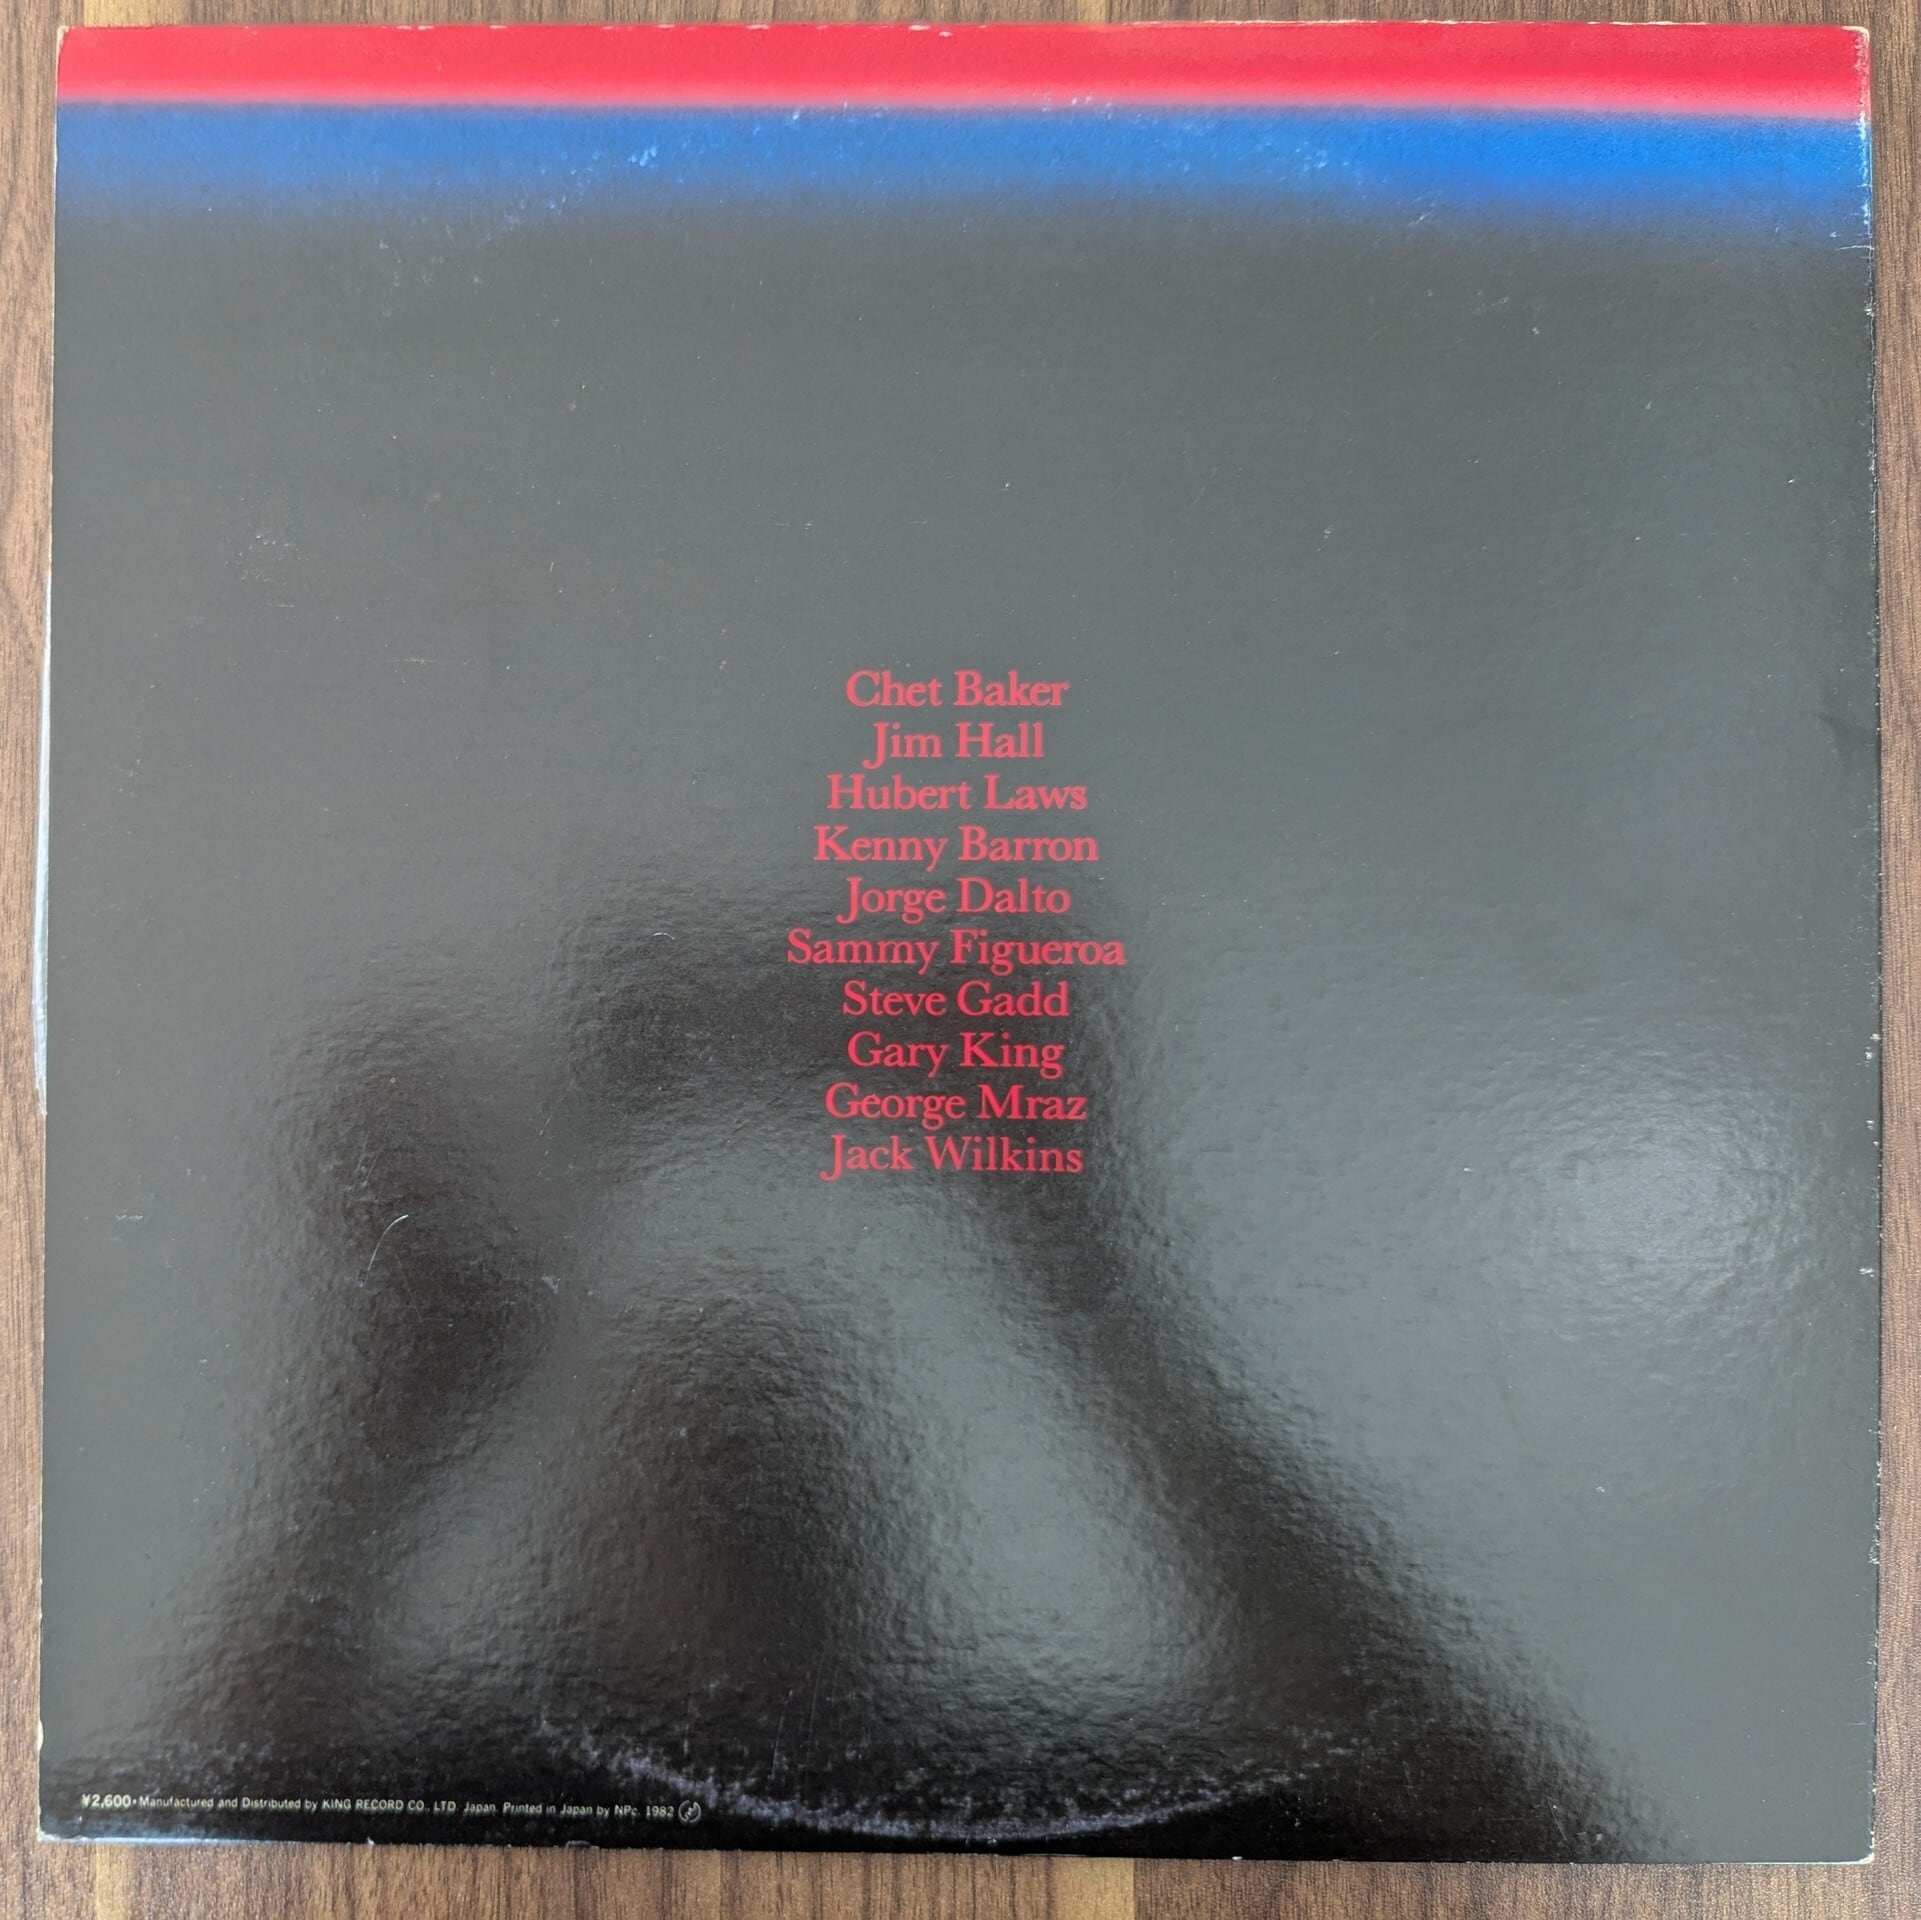 Chet Baker
Jim Hall
Hubert Laws
Kenny Barron
Jorge Dalto
Sammy Figueroa
Steve Gadd
Gary King
George Mraz
Jack Wilkins
¥2,600•Manufactured and Distributed by KING RECORD CO., LTD. Japan. Printed in Japan by NPc. 1982